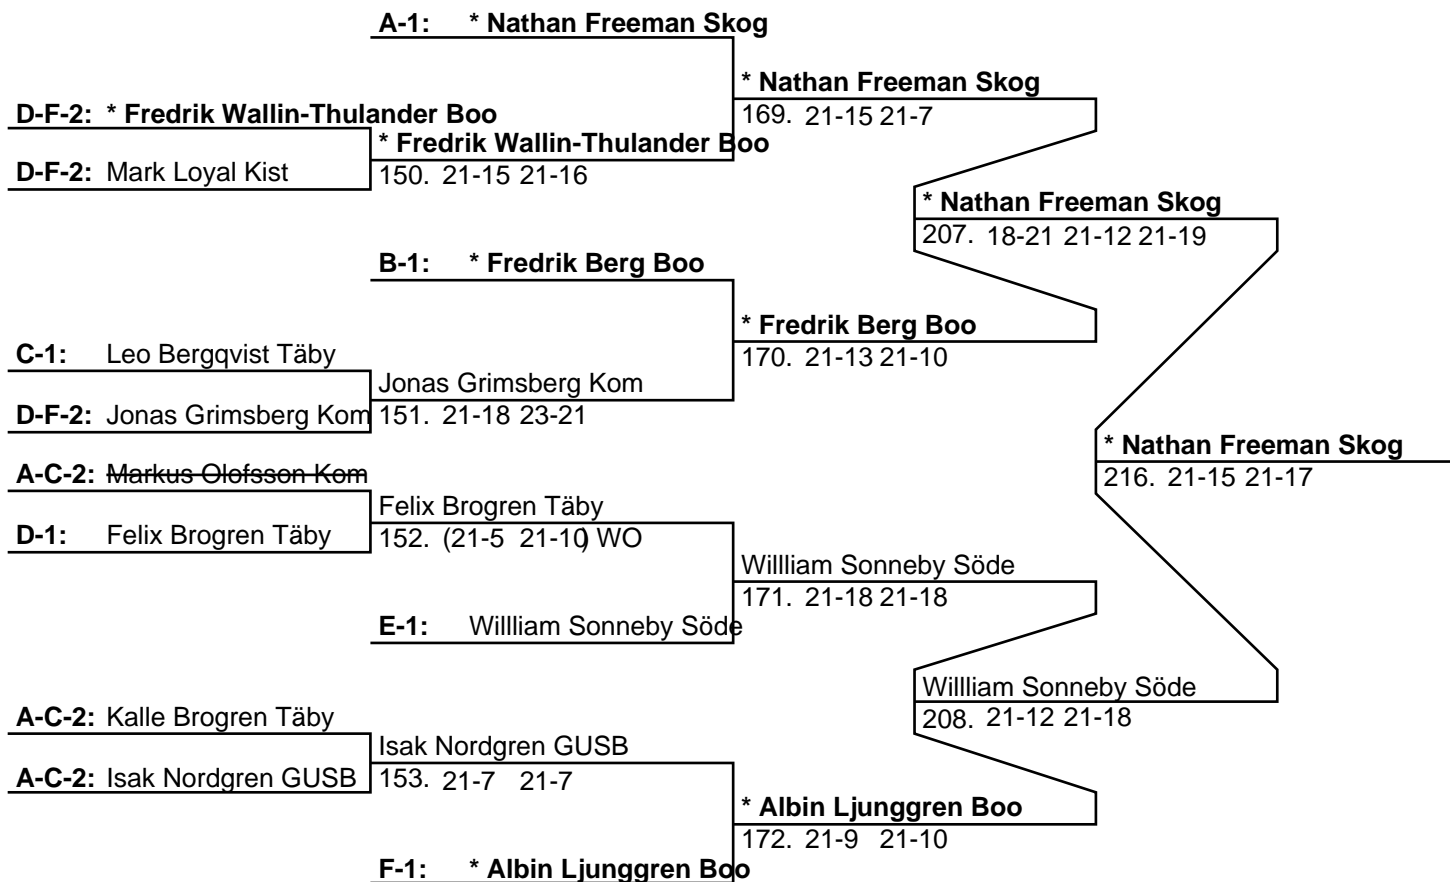 A-1: * Nathan Freeman Skog
* Nathan Freeman Skog
D-F-2: * Fredrik Wallin-Thulander Boo
169. 21-15 21-7
* Fredrik Wallin-Thulander Boo
D-F-2: Mark Loyal Kist
150. 21-15 21-16
* Nathan Freeman Skog
207. 18-21 21-12 21-19
B-1: * Fredrik Berg Boo
* Fredrik Berg Boo
C-1: Leo Bergqvist Täby
170. 21-13 21-10
Jonas Grimsberg Kom
D-F-2: Jonas Grimsberg Kom
151. 21-18 23-21
* Nathan Freeman Skog
A-C-2: Markus Olofsson Kom
216. 21-15 21-17
Felix Brogren Täby
D-1: Felix Brogren Täby
152. (21-5 21-10) WO
Willliam Sonneby Söde
171. 21-18 21-18
E-1: Willliam Sonneby Söde
Willliam Sonneby Söde
A-C-2: Kalle Brogren Täby
208. 21-12 21-18
Isak Nordgren GUSB
A-C-2: Isak Nordgren GUSB
153. 21-7 21-7
* Albin Ljunggren Boo
172. 21-9 21-10
F-1: * Albin Ljunggren Boo